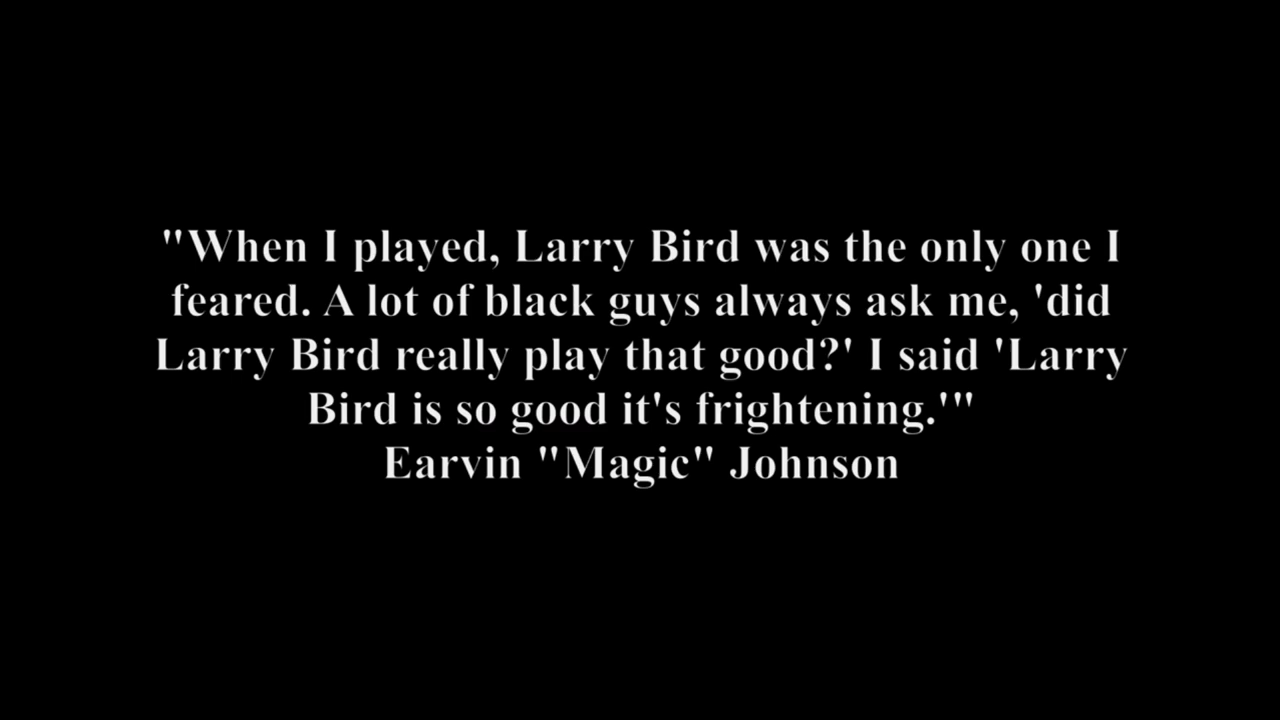 "When I played, Larry Bird was the only one I
feared. A lot of black guys always ask me, 'did
Larry Bird really play that good?' I said 'Larry
Bird is so good it's frightening.'"
Earvin "Magic" Johnson